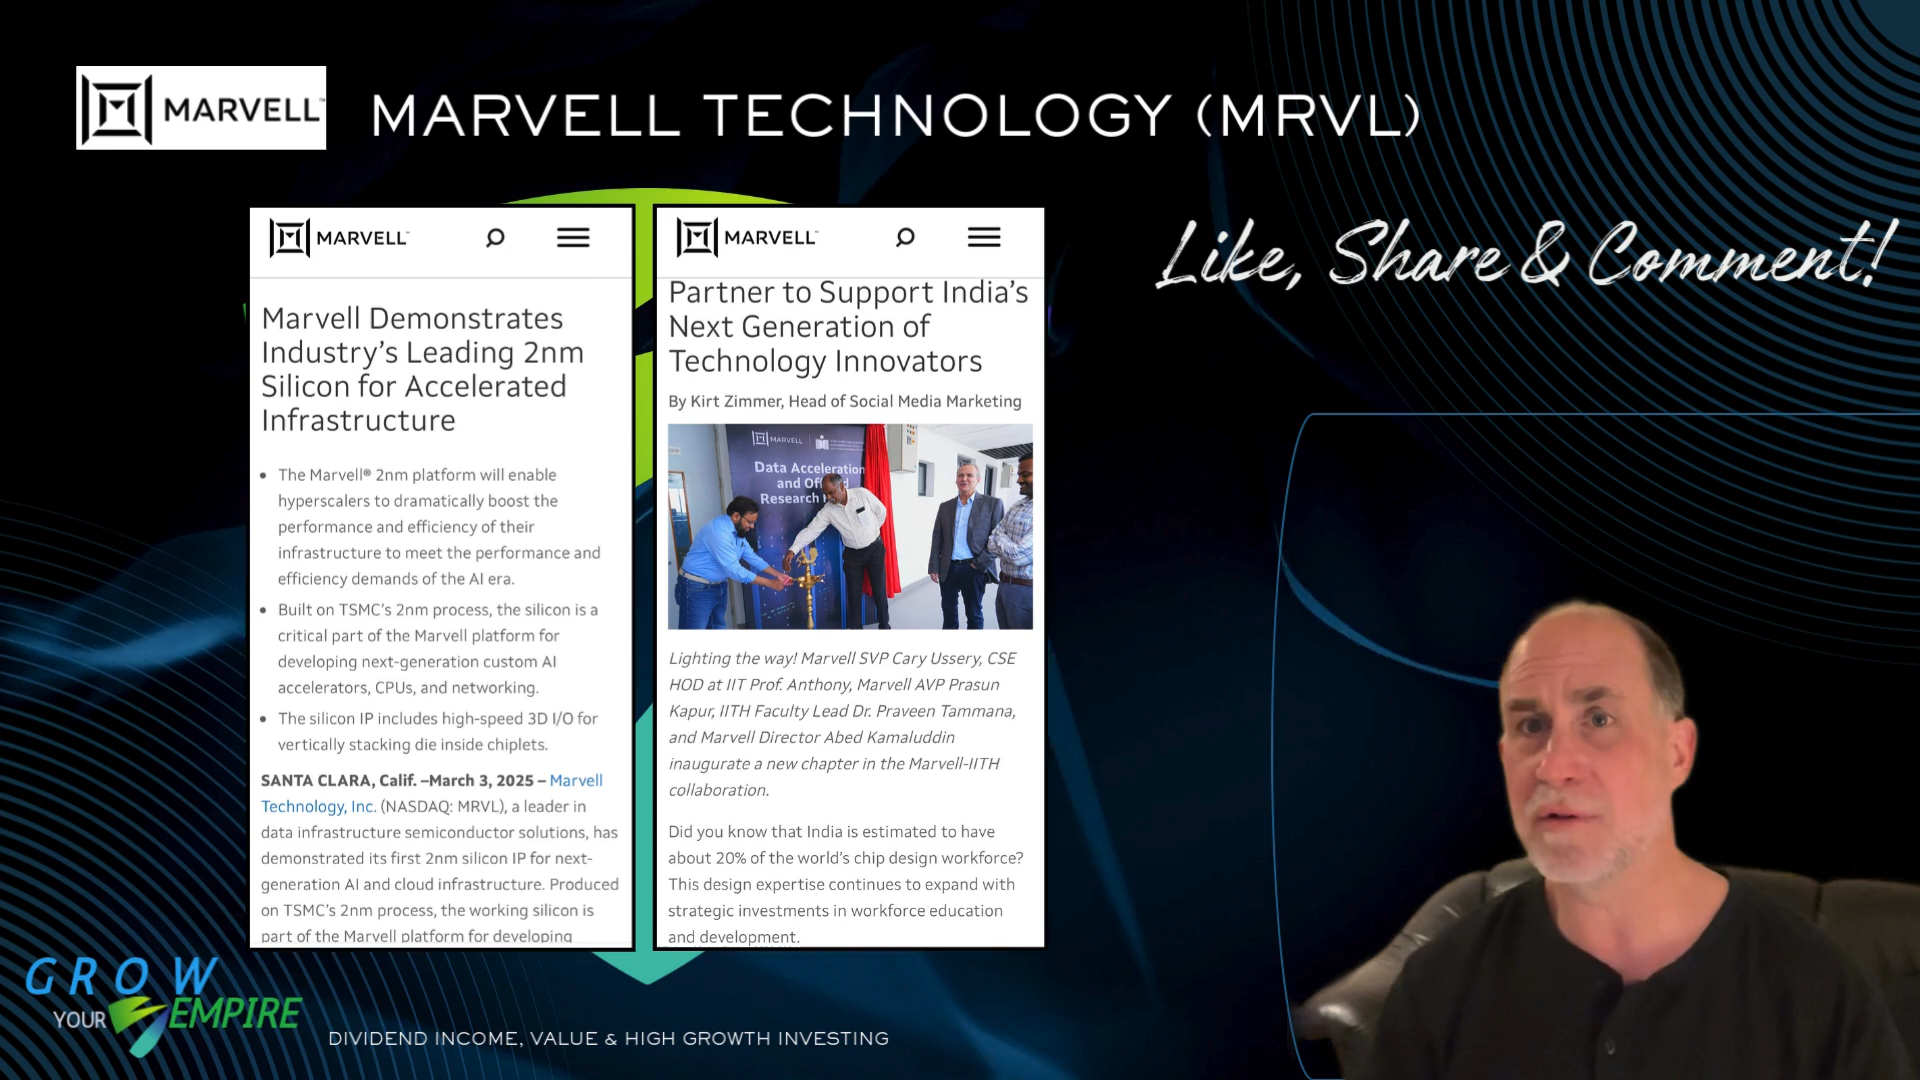 MARVELL™
MARVELL TECHNOLOGY (MRVL)
Like, Share & Comment!
MARVELL™
Marvell Demonstrates
Industry’s Leading 2nm
Silicon for Accelerated
Infrastructure
• The Marvell® 2nm platform will enable
hyperscalers to dramatically boost the
performance and efficiency of their
infrastructure to meet the performance and
efficiency demands of the AI era.
• Built on TSMC’s 2nm process, the silicon is a
critical part of the Marvell platform for
developing next-generation custom AI
accelerators, CPUs, and networking.
• The silicon IP includes high-speed 3D I/O for
vertically stacking die inside chiplets.
SANTA CLARA, Calif. –March 3, 2025 – Marvell
Technology, Inc. (NASDAQ: MRVL), a leader in
data infrastructure semiconductor solutions, has
demonstrated its first 2nm silicon IP for next-
generation AI and cloud infrastructure. Produced
on TSMC’s 2nm process, the working silicon is
part of the Marvell platform for developing
MARVELL™
Partner to Support India’s
Next Generation of
Technology Innovators
By Kirt Zimmer, Head of Social Media Marketing
MARVELL
Data Acceleration
and
Research
Lighting the way! Marvell SVP Cary Ussery, CSE
HOD at IIT Prof. Anthony, Marvell AVP Prasun
Kapur, IITH Faculty Lead Dr. Praveen Tammana,
and Marvell Director Abed Kamaluddin
inaugurate a new chapter in the Marvell-IITH
collaboration.
Did you know that India is estimated to have
about 20% of the world’s chip design workforce?
This design expertise continues to expand with
strategic investments in workforce education
and development.
GROW
YOUR EMPIRE
DIVIDEND INCOME, VALUE & HIGH GROWTH INVESTING